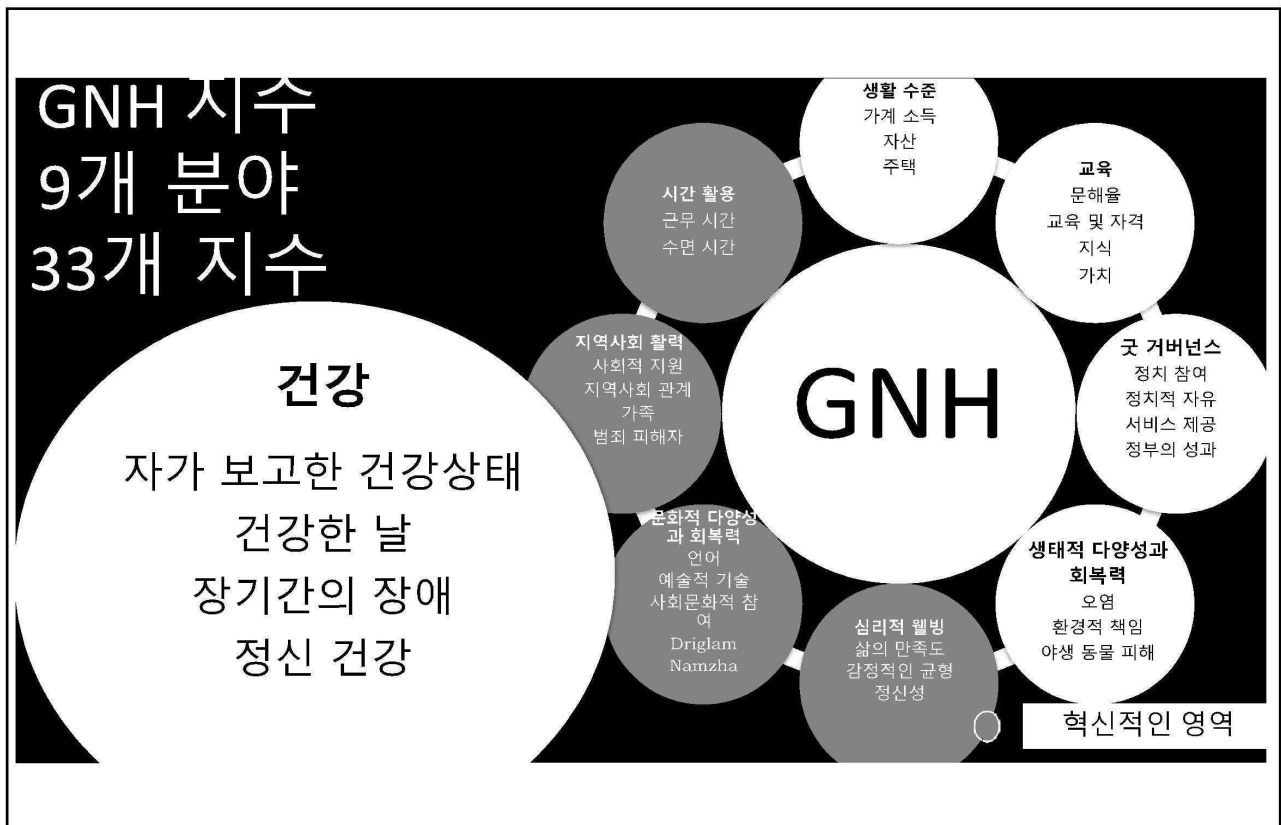 GNH 지수
9개 분야
33개 지수
건강
자가 보고한 건강상태
건강한 날
장기간의 장애
정신 건강
생활 수준
가계 소득
자산
주택
교육
문해율
교육 및 자격
지식
가치
굿 거버넌스
정치 참여
정치적 자유
서비스 제공
정부의 성과
생태적 다양성과
회복력
오염
환경적 책임
야생 동물 피해
심리적 웰빙
삶의 만족도
감정적인 균형
정신성
문화적 다양성
과 회복력
언어
예술적 기술
사회문화적 참
여
Driglam
Namzha
지역사회 활력
사회적 지원
지역사회 관계
가족
범죄 피해자
시간 활용
근무 시간
수면 시간
GNH
혁신적인 영역